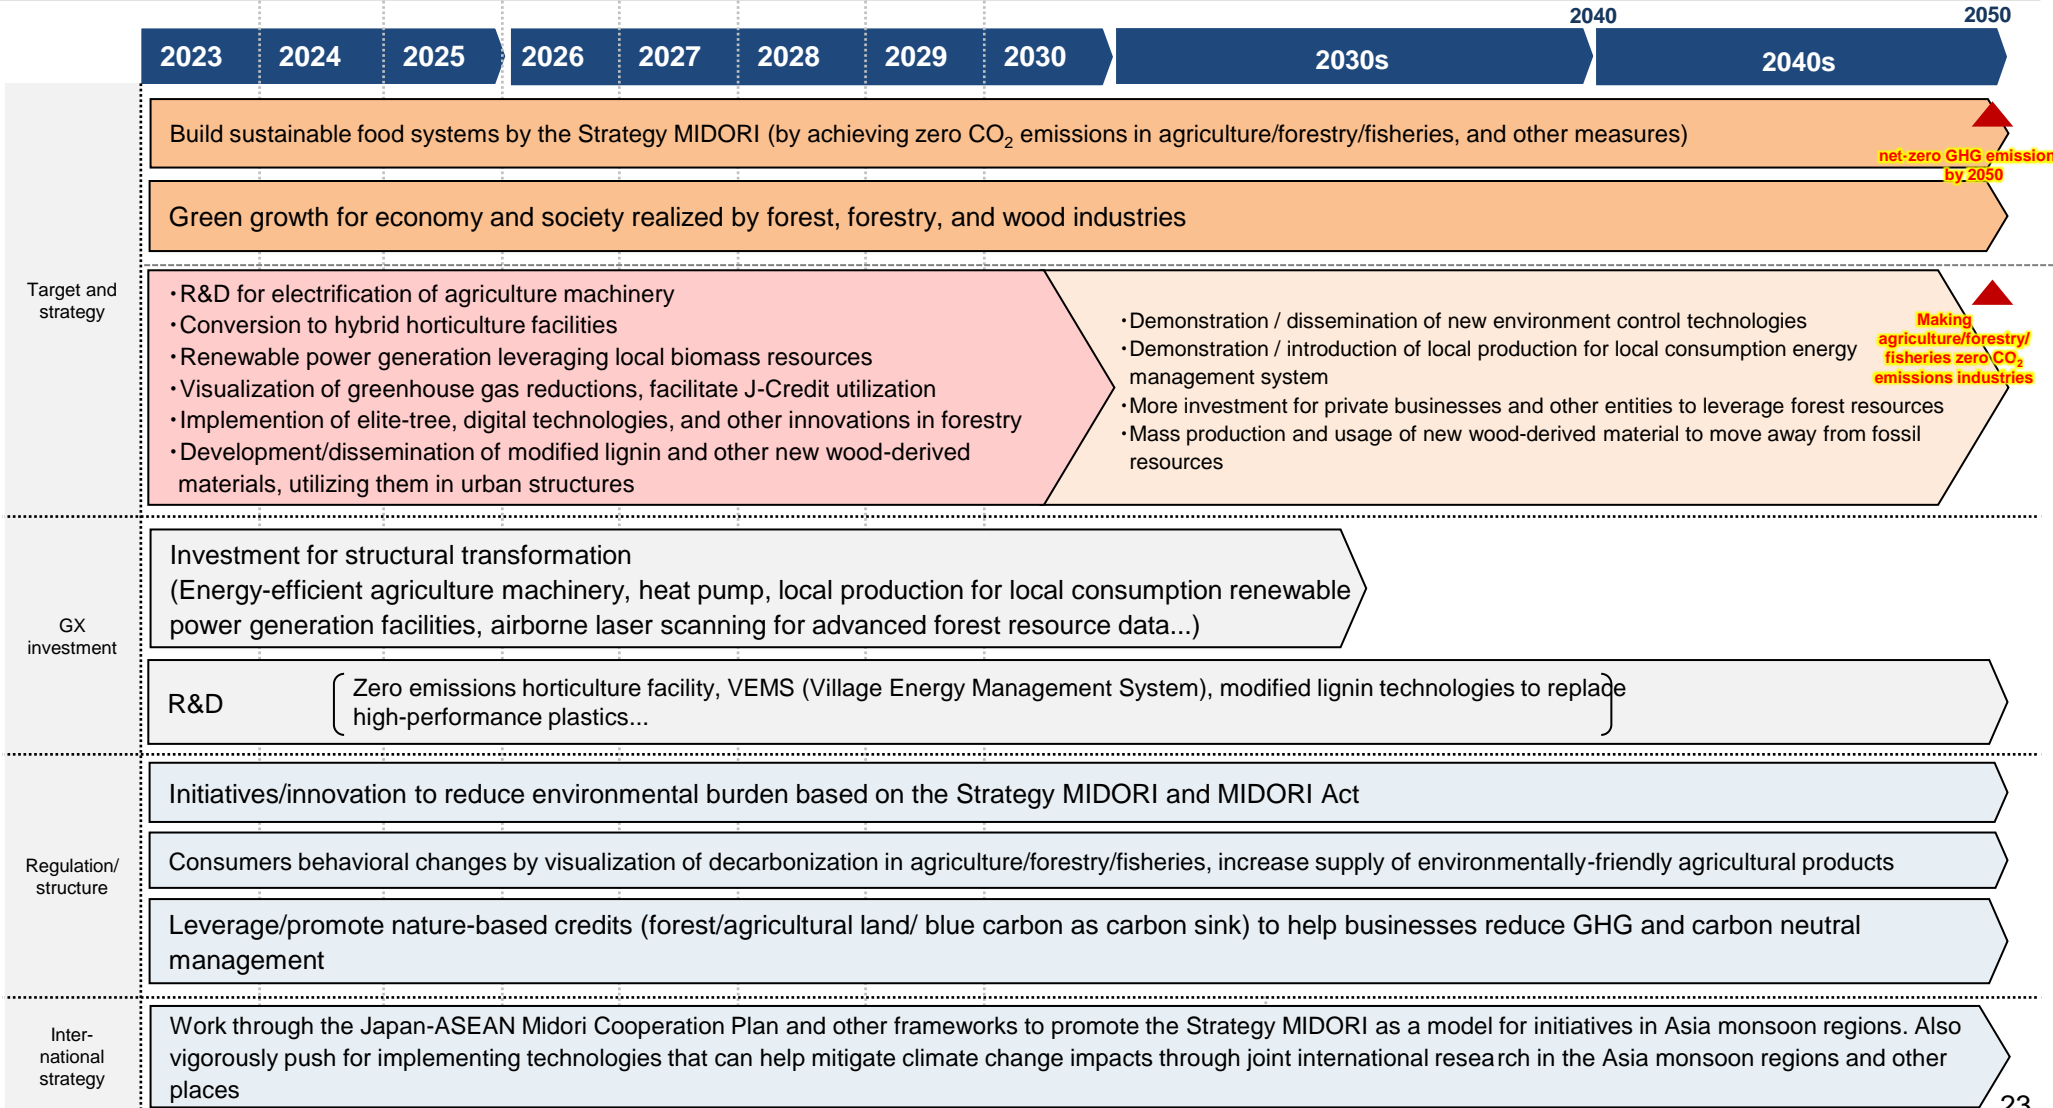 2040
2050
2023
2024
2025
2026
2027
2028
2029
2030
2030s
2040s
Target and
strategy
Build sustainable food systems by the Strategy MIDORI (by achieving zero CO₂ emissions in agriculture/forestry/fisheries, and other measures)
net-zero GHG emission
by 2050
Green growth for economy and society realized by forest, forestry, and wood industries
・R&D for electrification of agriculture machinery
・Conversion to hybrid horticulture facilities
・Renewable power generation leveraging local biomass resources
・Visualization of greenhouse gas reductions, facilitate J-Credit utilization
・Implemention of elite-tree, digital technologies, and other innovations in forestry
・Development/dissemination of modified lignin and other new wood-derived
materials, utilizing them in urban structures
・Demonstration / dissemination of new environment control technologies
・Demonstration / introduction of local production for local consumption energy
management system
・More investment for private businesses and other entities to leverage forest resources
・Mass production and usage of new wood-derived material to move away from fossil
resources
Making
agriculture/forestry/
fisheries zero CO₂
emissions industries
GX
investment
Investment for structural transformation
(Energy-efficient agriculture machinery, heat pump, local production for local consumption renewable
power generation facilities, airborne laser scanning for advanced forest resource data...)
R&D
Zero emissions horticulture facility, VEMS (Village Energy Management System), modified lignin technologies to replace
high-performance plastics...
Regulation/
structure
Initiatives/innovation to reduce environmental burden based on the Strategy MIDORI and MIDORI Act
Consumers behavioral changes by visualization of decarbonization in agriculture/forestry/fisheries, increase supply of environmentally-friendly agricultural products
Leverage/promote nature-based credits (forest/agricultural land/ blue carbon as carbon sink) to help businesses reduce GHG and carbon neutral
management
Inter-
national
strategy
Work through the Japan-ASEAN Midori Cooperation Plan and other frameworks to promote the Strategy MIDORI as a model for initiatives in Asia monsoon regions. Also
vigorously push for implementing technologies that can help mitigate climate change impacts through joint international research in the Asia monsoon regions and other
places
23